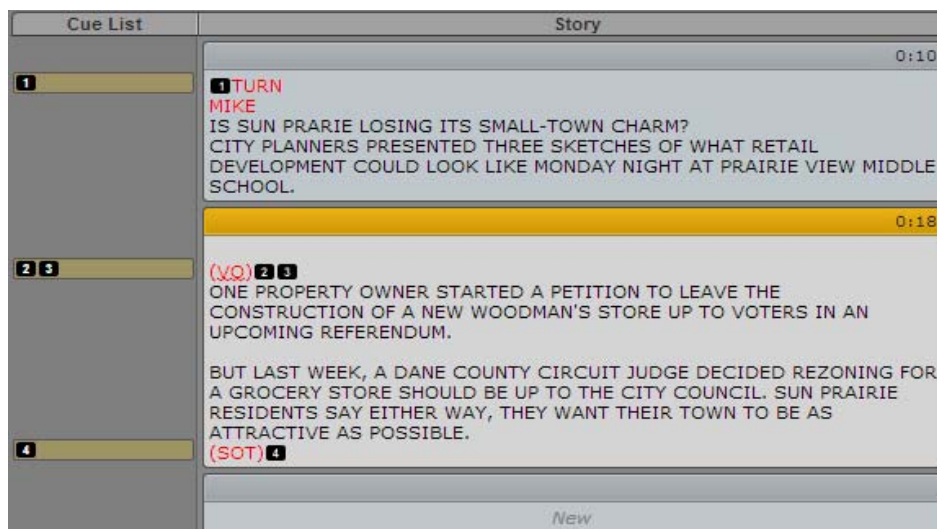 Cue List Story
0:10
1 1TURN
MIKE
IS SUN PRARIE LOSING ITS SMALL-TOWN CHARM?
CITY PLANNERS PRESENTED THREE SKETCHES OF WHAT RETAIL
DEVELOPMENT COULD LOOK LIKE MONDAY NIGHT AT PRAIRIE VIEW MIDDLE
SCHOOL.
0:18
2 3 (VO) 2 3
ONE PROPERTY OWNER STARTED A PETITION TO LEAVE THE
CONSTRUCTION OF A NEW WOODMAN'S STORE UP TO VOTERS IN AN
UPCOMING REFERENDUM.
BUT LAST WEEK, A DANE COUNTY CIRCUIT JUDGE DECIDED REZONING FOR
A GROCERY STORE SHOULD BE UP TO THE CITY COUNCIL. SUN PRAIRIE
RESIDENTS SAY EITHER WAY, THEY WANT THEIR TOWN TO BE AS
ATTRACTIVE AS POSSIBLE.
4 (SOT) 4
New